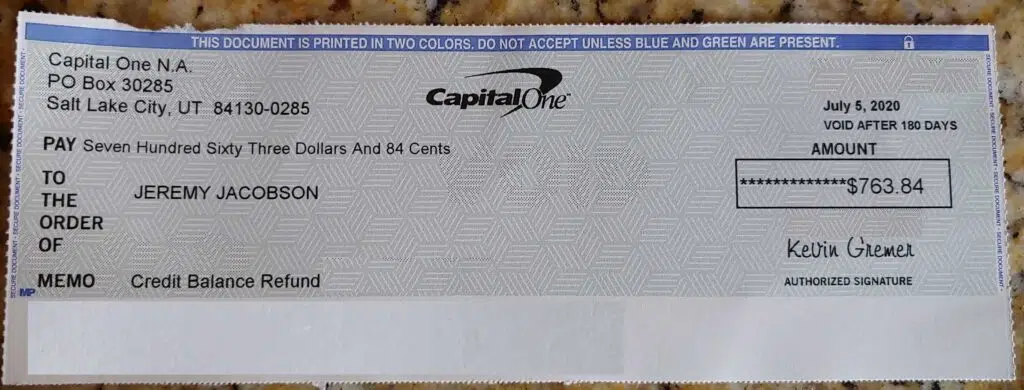 THIS DOCUMENT IS PRINTED IN TWO COLORS. DO NOT ACCEPT UNLESS BLUE AND GREEN ARE PRESENT.
Capital One N.A.
PO Box 30285
Salt Lake City, UT 84130-0285
Capital One
July 5, 2020
VOID AFTER 180 DAYS
PAY Seven Hundred Sixty Three Dollars And 84 Cents
AMOUNT
**************$763.84
TO
THE
ORDER
OF
JEREMY JACOBSON
Kevin Gremer
AUTHORIZED SIGNATURE
MEMO Credit Balance Refund
MP
SECURE DOCUMENT - SECURE DOCUMENT - SECURE DOCUMENT
SECURE DOCUMENT - SECURE DOCUMENT - SECURE DOCUMENT